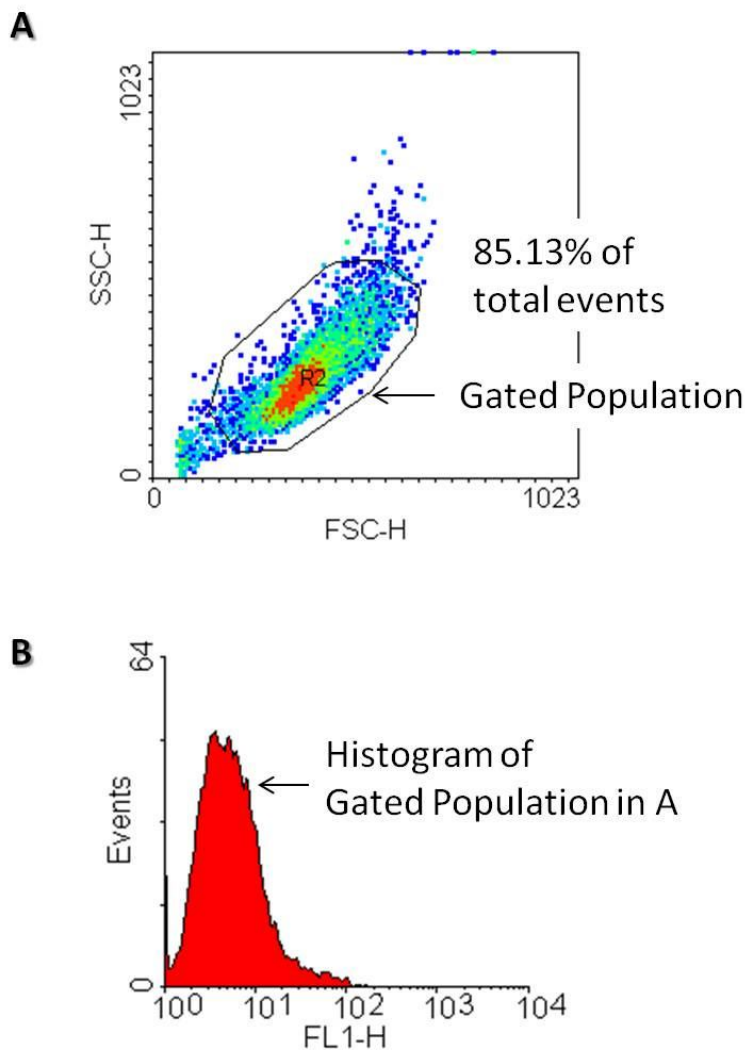 A
1023
SSC-H
0
85.13% of
total events
R2
Gated Population
0
1023
FSC-H
B
64
Events
0
Histogram of
Gated Population in A
10⁰
10¹
10²
10³
10⁴
FL1-H